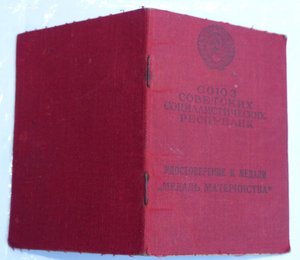 СОЮЗ
СОВЕТСКИХ
СОЦИАЛИСТИЧЕСКИХ
РЕСПУБЛИК
УДОСТОВЕРЕНИЕ К МЕДАЛИ
„МЕДАЛЬ МАТЕРИНСТВА"